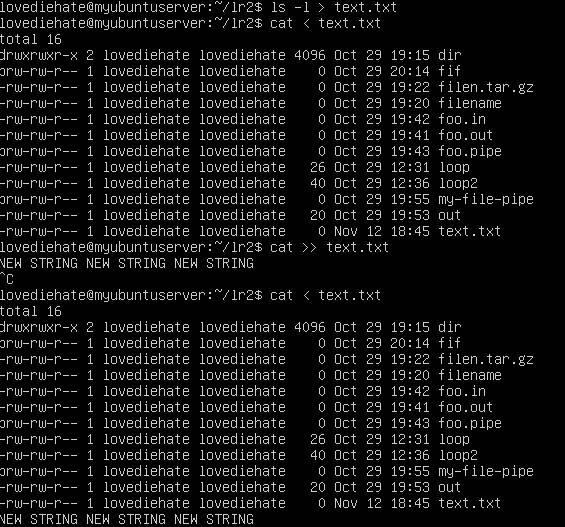 lovediehate@myubuntuserver:~/lr2$ ls -l > text.txt
lovediehate@myubuntuserver:~/lr2$ cat < text.txt
total 16
drwxrwxr-x 2 lovediehate lovediehate 4096 Oct 29 19:15 dir
prw-rw-r-- 1 lovediehate lovediehate    0 Oct 29 20:14 fif
-rw-rw-r-- 1 lovediehate lovediehate    0 Oct 29 19:22 filen.tar.gz
-rw-rw-r-- 1 lovediehate lovediehate    0 Oct 29 19:20 filename
-rw-rw-r-- 1 lovediehate lovediehate    0 Oct 29 19:42 foo.in
-rw-rw-r-- 1 lovediehate lovediehate    0 Oct 29 19:41 foo.out
prw-rw-r-- 1 lovediehate lovediehate    0 Oct 29 19:43 foo.pipe
-rw-rw-r-- 1 lovediehate lovediehate   26 Oct 29 12:31 loop
-rw-rw-r-- 1 lovediehate lovediehate   40 Oct 29 12:36 loop2
prw-rw-r-- 1 lovediehate lovediehate    0 Oct 29 19:55 my-file-pipe
-rw-rw-r-- 1 lovediehate lovediehate   20 Oct 29 19:53 out
-rw-rw-r-- 1 lovediehate lovediehate    0 Nov 12 18:45 text.txt
lovediehate@myubuntuserver:~/lr2$ cat >> text.txt
NEW STRING NEW STRING NEW STRING
^C
lovediehate@myubuntuserver:~/lr2$ cat < text.txt
total 16
drwxrwxr-x 2 lovediehate lovediehate 4096 Oct 29 19:15 dir
prw-rw-r-- 1 lovediehate lovediehate    0 Oct 29 20:14 fif
-rw-rw-r-- 1 lovediehate lovediehate    0 Oct 29 19:22 filen.tar.gz
-rw-rw-r-- 1 lovediehate lovediehate    0 Oct 29 19:20 filename
-rw-rw-r-- 1 lovediehate lovediehate    0 Oct 29 19:42 foo.in
-rw-rw-r-- 1 lovediehate lovediehate    0 Oct 29 19:41 foo.out
prw-rw-r-- 1 lovediehate lovediehate    0 Oct 29 19:43 foo.pipe
-rw-rw-r-- 1 lovediehate lovediehate   26 Oct 29 12:31 loop
-rw-rw-r-- 1 lovediehate lovediehate   40 Oct 29 12:36 loop2
prw-rw-r-- 1 lovediehate lovediehate    0 Oct 29 19:55 my-file-pipe
-rw-rw-r-- 1 lovediehate lovediehate   20 Oct 29 19:53 out
-rw-rw-r-- 1 lovediehate lovediehate    0 Nov 12 18:45 text.txt
NEW STRING NEW STRING NEW STRING